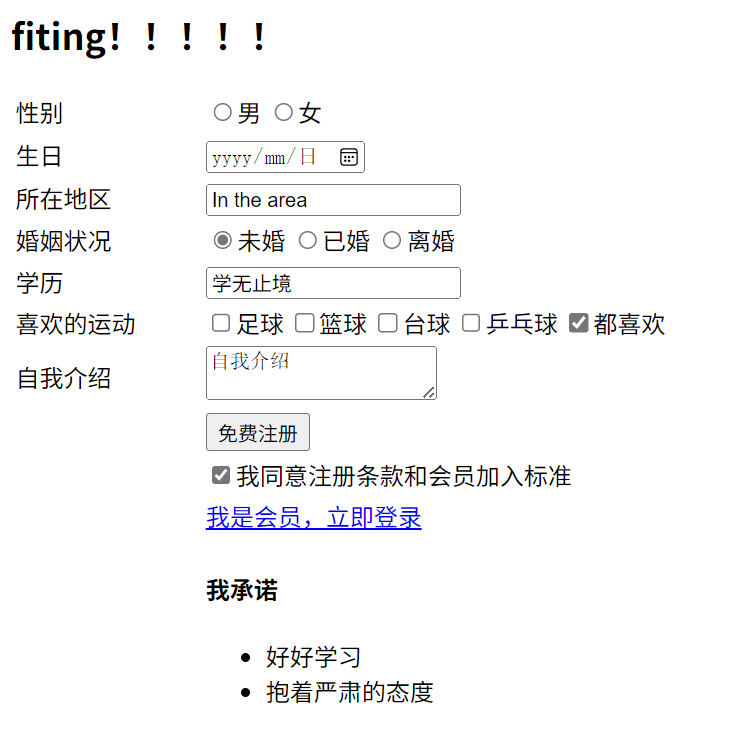 fiting！！！！！
性别 男 女
生日 yyyy/mm/日
所在地区 In the area
婚姻状况 未婚 已婚 离婚
学历 学无止境
喜欢的运动 足球 篮球 台球 乒乓球 都喜欢
自我介绍 自我介绍
免费注册
我同意注册条款和会员加入标准
我是会员，立即登录
我承诺
好好学习
抱着严肃的态度